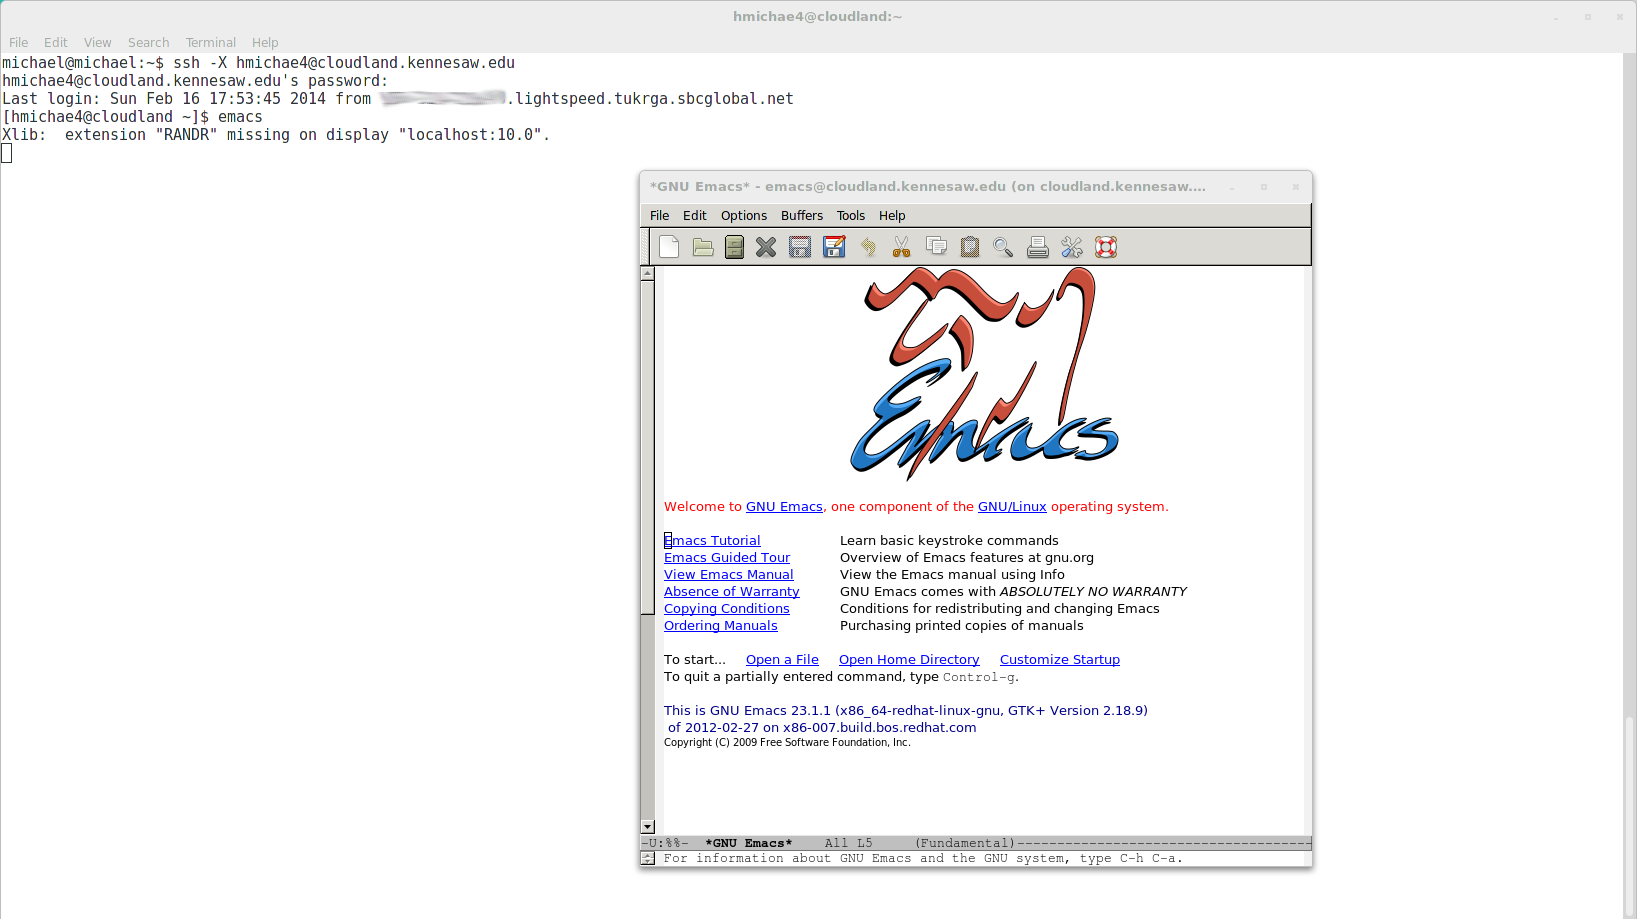 hmichae4@cloudland:~
File Edit View Search Terminal Help
michael@michael:~$ ssh -X hmichae4@cloudland.kennesaw.edu
hmichae4@cloudland.kennesaw.edu's password:
Last login: Sun Feb 16 17:53:45 2014 from .lightspeed.tukrga.sbcglobal.net
[hmichae4@cloudland ~]$ emacs
Xlib:  extension "RANDR" missing on display "localhost:10.0".
*GNU Emacs* - emacs@cloudland.kennesaw.edu (on cloudland.kennesaw....
File Edit Options Buffers Tools Help
Emacs
Welcome to GNU Emacs, one component of the GNU/Linux operating system.
Emacs Tutorial Learn basic keystroke commands
Emacs Guided Tour Overview of Emacs features at gnu.org
View Emacs Manual View the Emacs manual using Info
Absence of Warranty GNU Emacs comes with ABSOLUTELY NO WARRANTY
Copying Conditions Conditions for redistributing and changing Emacs
Ordering Manuals Purchasing printed copies of manuals
To start... Open a File Open Home Directory Customize Startup
To quit a partially entered command, type Control-g.
This is GNU Emacs 23.1.1 (x86_64-redhat-linux-gnu, GTK+ Version 2.18.9)
of 2012-02-27 on x86-007.build.bos.redhat.com
Copyright (C) 2009 Free Software Foundation, Inc.
-U:%%-  *GNU Emacs*    All L5     (Fundamental)-------------------------------------
For information about GNU Emacs and the GNU system, type C-h C-a.